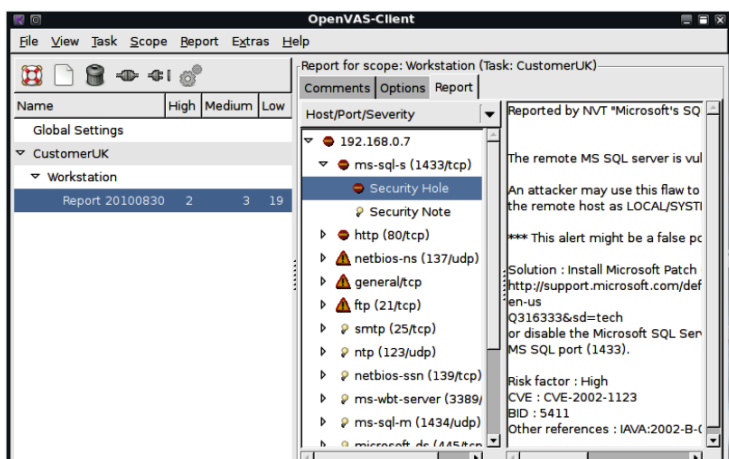 OpenVAS-Client
File View Task Scope Report Extras Help
Report for scope: Workstation (Task: CustomerUK)
Comments Options Report
Name High Medium Low
Global Settings
CustomerUK
Workstation
Report 20100830 2 3 19
Host/Port/Severity
192.168.0.7
ms-sql-s (1433/tcp)
Security Hole
Security Note
http (80/tcp)
netbios-ns (137/udp)
general/tcp
ftp (21/tcp)
smtp (25/tcp)
ntp (123/udp)
netbios-ssn (139/tcp)
ms-wbt-server (3389/
ms-sql-m (1434/udp)
microsoft-ds (445/tcp
Reported by NVT "Microsoft's SQ
The remote MS SQL server is vul
An attacker may use this flaw to
the remote host as LOCAL/SYSTE
*** This alert might be a false po
Solution : Install Microsoft Patch
http://support.microsoft.com/def
en-us
Q316333&sd=tech
or disable the Microsoft SQL Serv
MS SQL port (1433).
Risk factor : High
CVE : CVE-2002-1123
BID : 5411
Other references : IAVA:2002-B-0